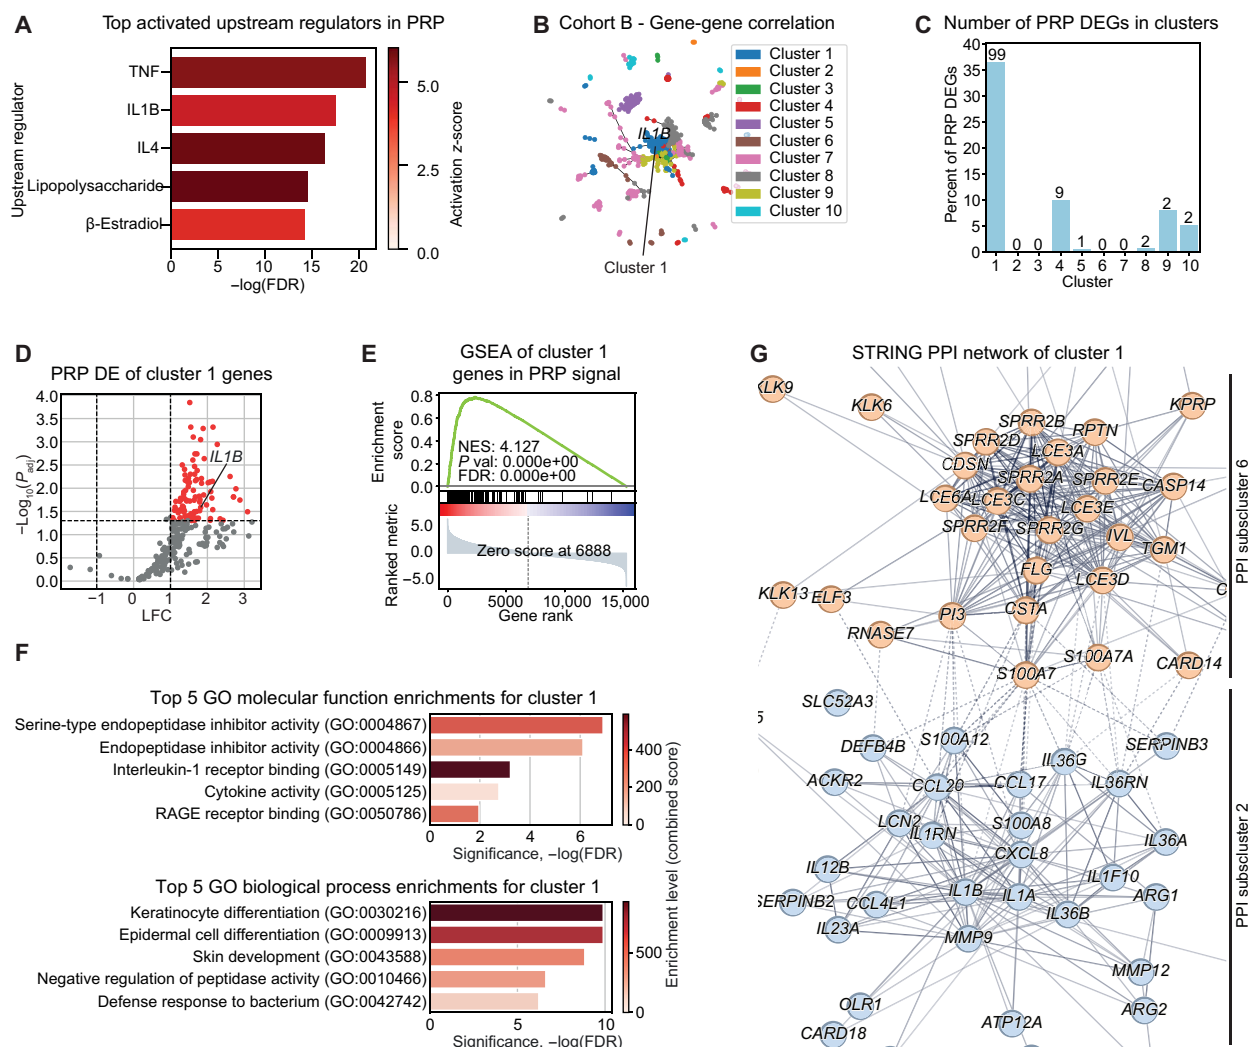 A
Top activated upstream regulators in PRP
Upstream regulator
TNF
IL1B
IL4
Lipopolysaccharide
β-Estradiol
0 5 10 15 20
−log(FDR)
5.0
2.5
0.0
Activation z-score
B
Cohort B - Gene-gene correlation
IL1B
Cluster 1
Cluster 1
Cluster 2
Cluster 3
Cluster 4
Cluster 5
Cluster 6
Cluster 7
Cluster 8
Cluster 9
Cluster 10
C
Number of PRP DEGs in clusters
Percent of PRP DEGs
40
35
30
25
20
15
10
5
0
99 0 0 9 1 0 0 2 2 2
1 2 3 4 5 6 7 8 9 10
Cluster
D
PRP DE of cluster 1 genes
−Log10(Padj)
4.0
3.5
3.0
2.5
2.0
1.5
1.0
0.5
0.0
IL1B
−1 0 1 2 3
LFC
E
GSEA of cluster 1
genes in PRP signal
Enrichment
score
0.8
0.6
0.4
0.2
0.0
NES: 4.127
P val: 0.000e+00
FDR: 0.000e+00
Ranked metric
5.0
0.0
−5.0
Zero score at 6888
0 5000 10,000 15,000
Gene rank
F
Top 5 GO molecular function enrichments for cluster 1
Serine-type endopeptidase inhibitor activity (GO:0004867)
Endopeptidase inhibitor activity (GO:0004866)
Interleukin-1 receptor binding (GO:0005149)
Cytokine activity (GO:0005125)
RAGE receptor binding (GO:0050786)
0 2 4 6
Significance, −log(FDR)
400
200
0
Top 5 GO biological process enrichments for cluster 1
Keratinocyte differentiation (GO:0030216)
Epidermal cell differentiation (GO:0009913)
Skin development (GO:0043588)
Negative regulation of peptidase activity (GO:0010466)
Defense response to bacterium (GO:0042742)
0 5 10
Significance, −log(FDR)
500
0
Enrichment level (combined score)
G
STRING PPI network of cluster 1
KLK9
KLK6
KPRP
SPRR2B
RPTN
SPRR2D
LCE3A
CDSN
SPRR2A
SPRR2E
CASP14
LCE6A
LCE3C
LCE3E
SPRR2F
SPRR2G
IVL
TGM1
FLG
LCE3D
C
KLK13
ELF3
PI3
CSTA
RNASE7
S100A7A
CARD14
S100A7
PPI subscluster 6
SLC52A3
5
DEFB4B
S100A12
SERPINB3
IL36G
ACKR2
CCL20
CCL17
IL36RN
LCN2
IL1RN
S100A8
IL36A
CXCL8
IL12B
IL1F10
SERPINB2
CCL4L1
IL1B
IL1A
ARG1
IL36B
IL23A
MMP9
MMP12
OLR1
ARG2
CARD18
ATP12A
PPI subscluster 2